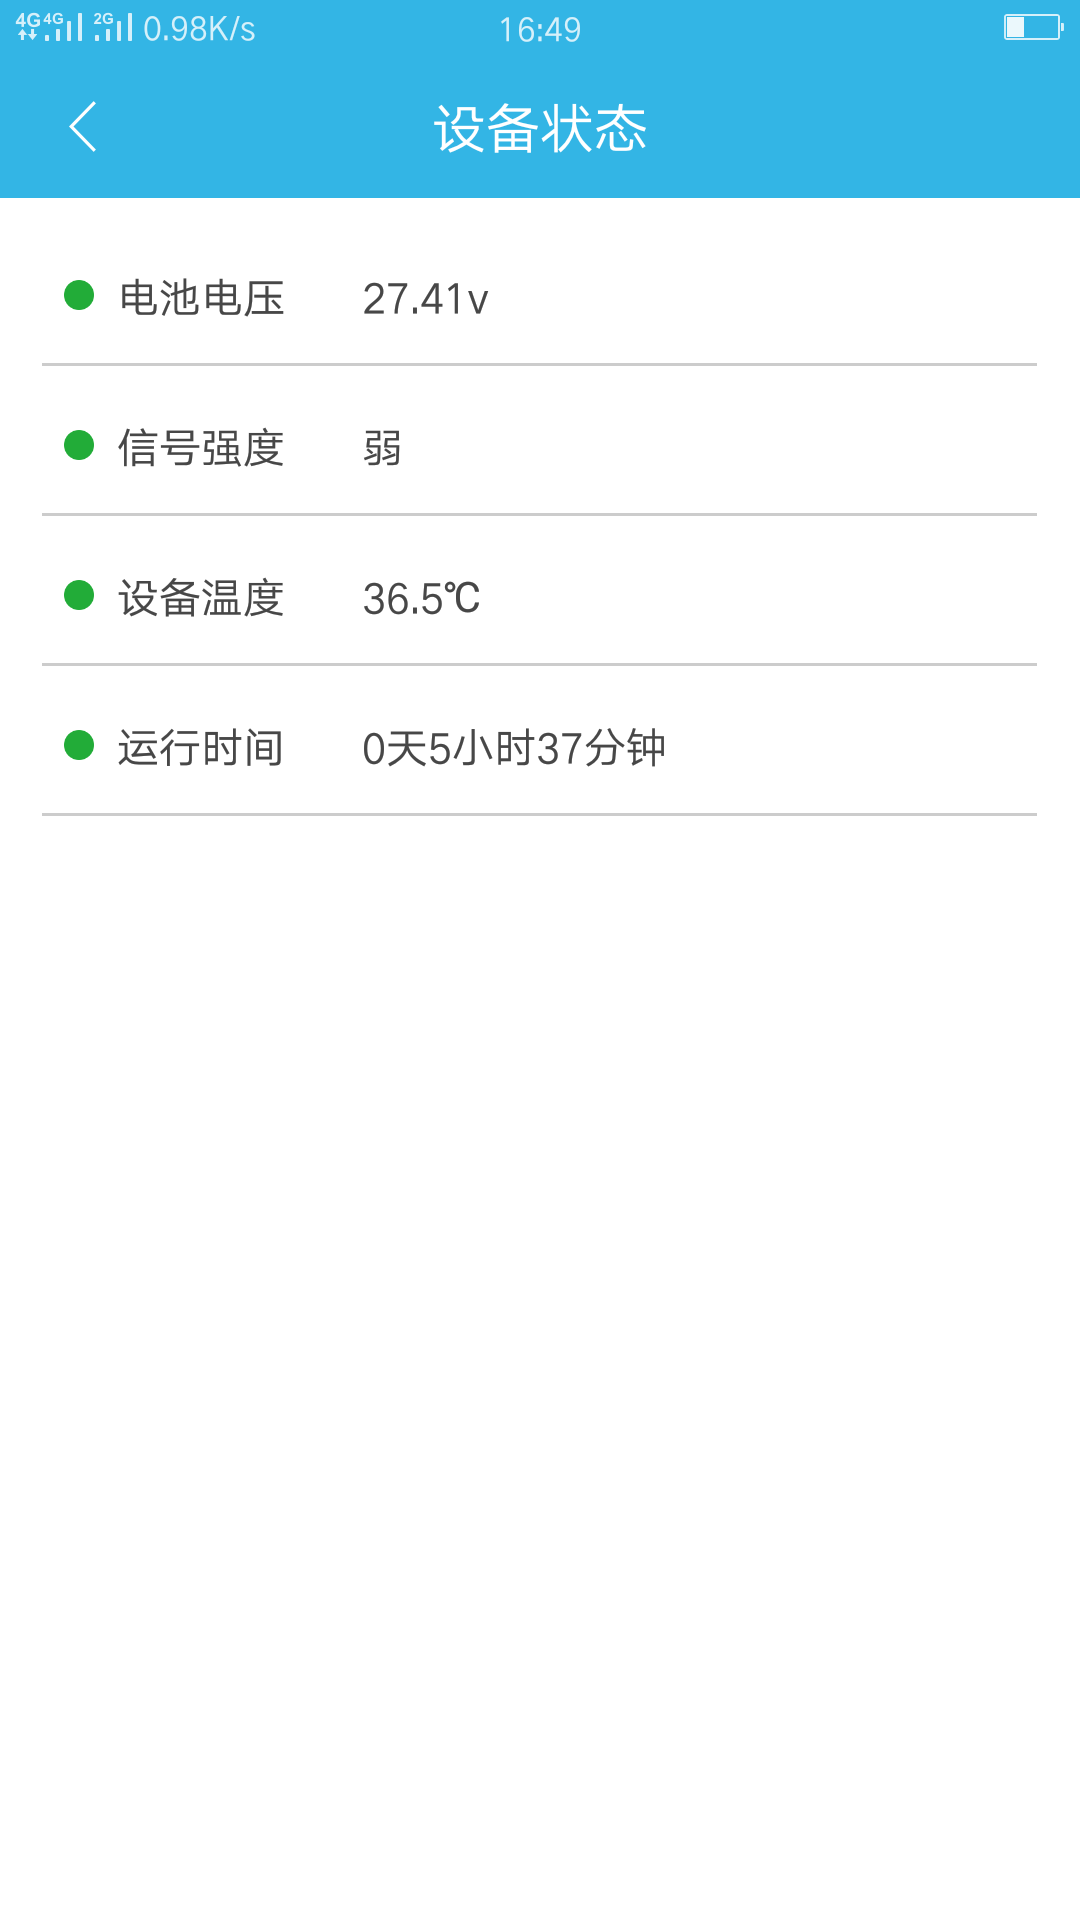 4G 4G 2G 0.98K/s 16:49
设备状态
电池电压 27.41v
信号强度 弱
设备温度 36.5℃
运行时间 0天5小时37分钟